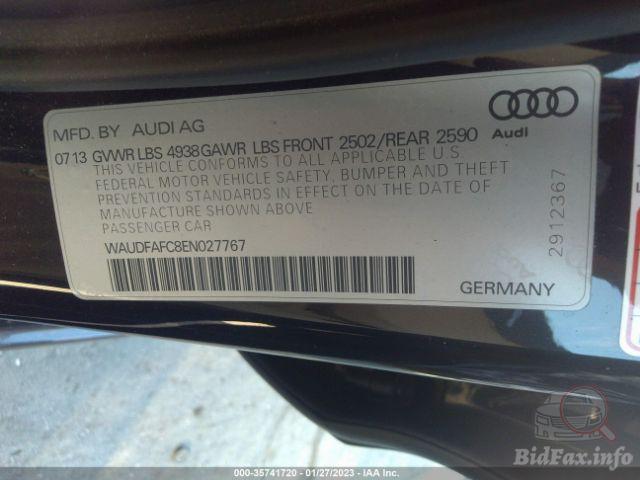 MFD. BY AUDI AG
Audi
07 13 GVWR LBS 4938 GAWR LBS FRONT 2502/REAR 2590
THIS VEHICLE CONFORMS TO ALL APPLICABLE U.S.
FEDERAL MOTOR VEHICLE SAFETY, BUMPER AND THEFT
PREVENTION STANDARDS IN EFFECT ON THE DATE OF
MANUFACTURE SHOWN ABOVE
PASSENGER CAR
WAUDFAFC8EN027767
2912367
GERMANY
BidFax.info
000-35741720 - 01/27/2023 - IAA Inc.